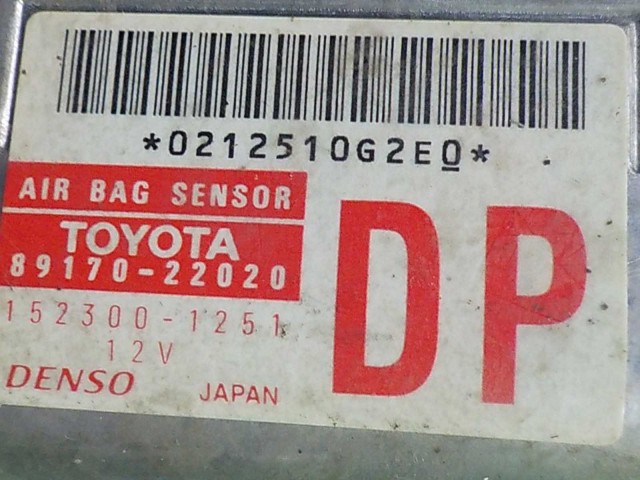 *0212510G2E0*
AIR BAG SENSOR
TOYOTA
89170-22020
DP
152300-1251
12V
DENSO JAPAN